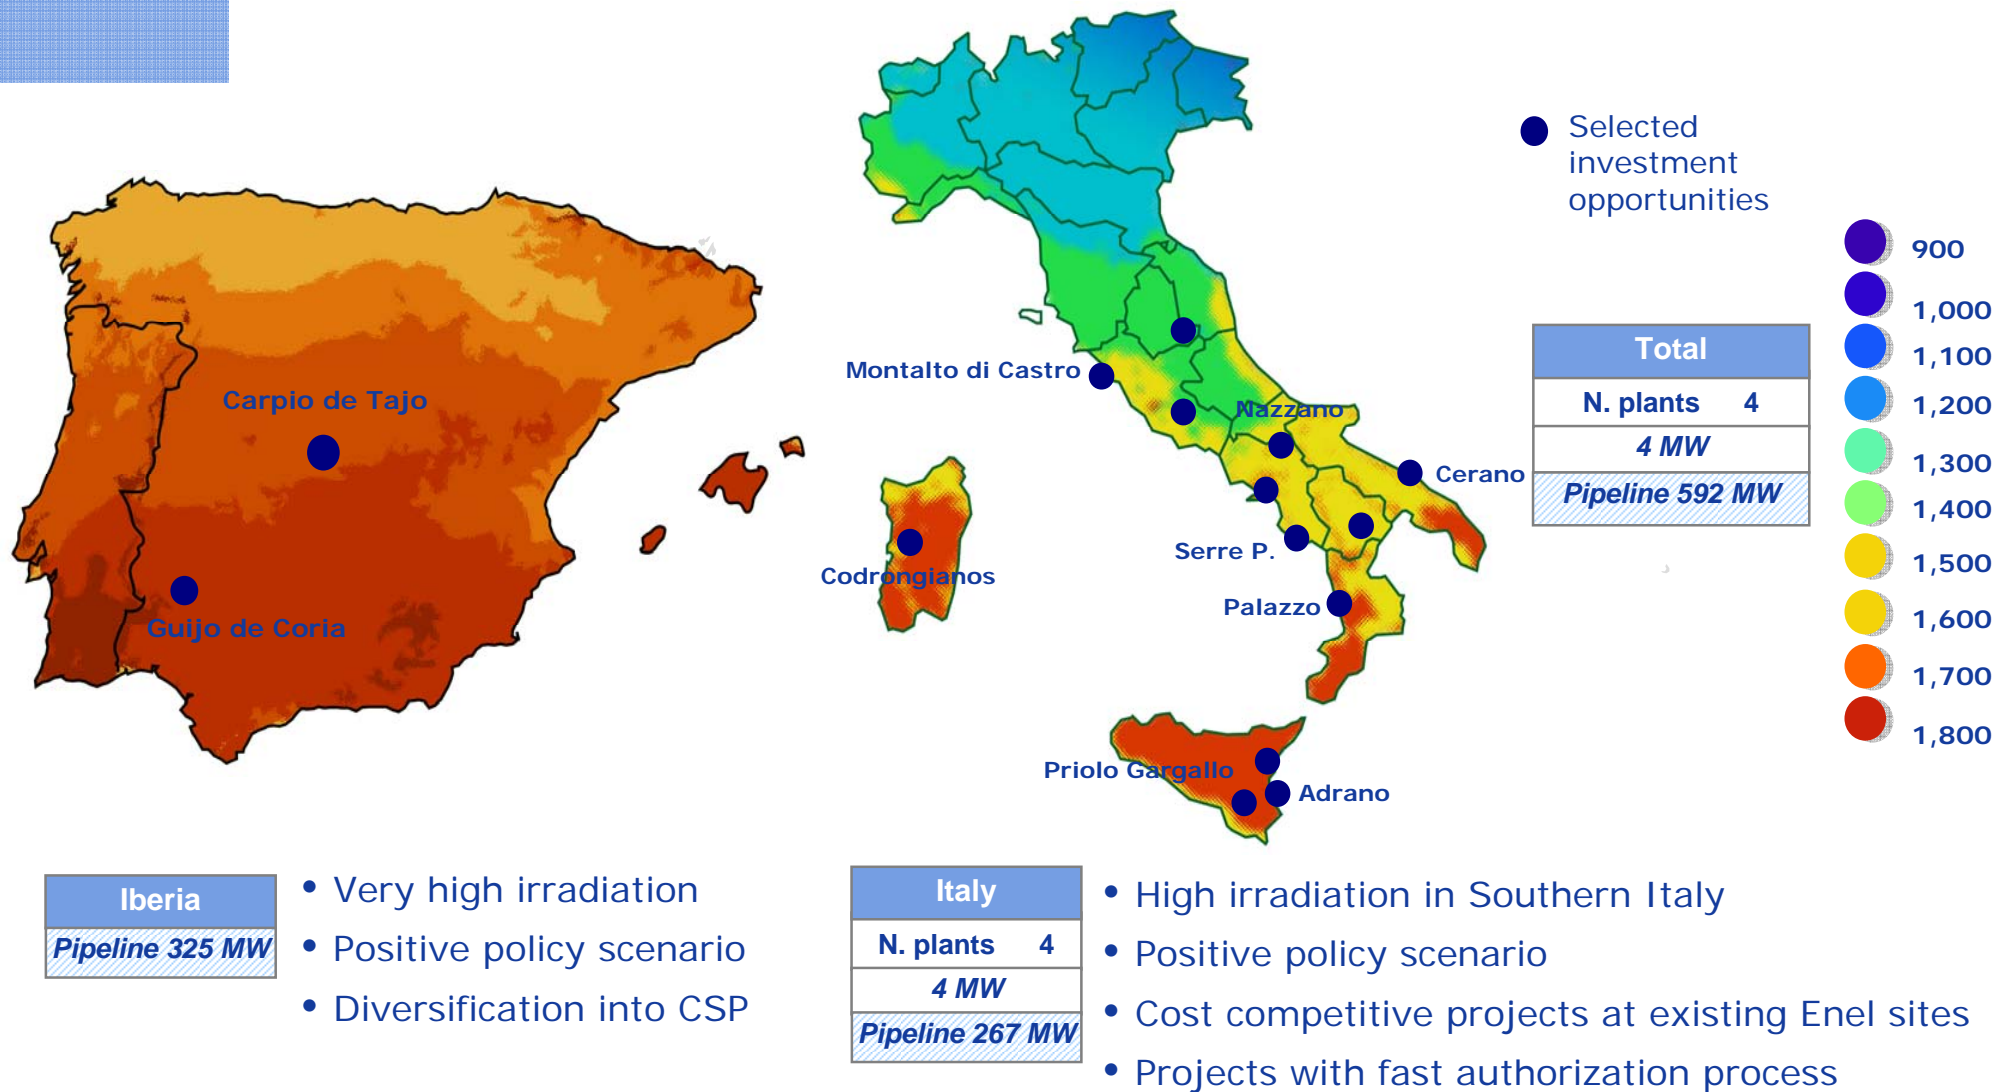 Selected
investment
opportunities
900
1,000
1,100
1,200
1,300
1,400
1,500
1,600
1,700
1,800
Total
N. plants 4
4 MW
Pipeline 592 MW
Carpio de Tajo
Guijo de Coria
Montalto di Castro
Nazzano
Cerano
Serre P.
Codrongianos
Palazzo
Priolo Gargallo
Adrano
Iberia
Pipeline 325 MW
• Very high irradiation
• Positive policy scenario
• Diversification into CSP
Italy
N. plants 4
4 MW
Pipeline 267 MW
• High irradiation in Southern Italy
• Positive policy scenario
• Cost competitive projects at existing Enel sites
• Projects with fast authorization process